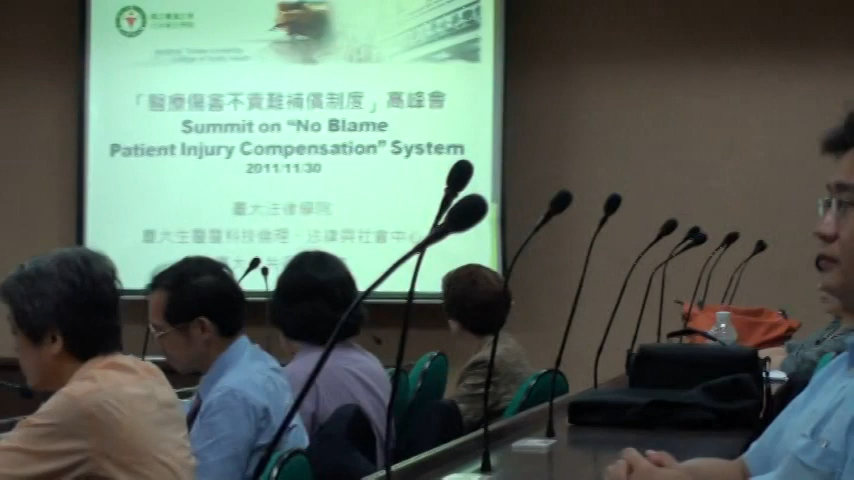 「醫療傷害不責難補償制度」高峰會
Summit on "No Blame
Patient Injury Compensation" System
2011/11/30
臺大法律學院
臺大生醫暨科技倫理、法律與社會中心